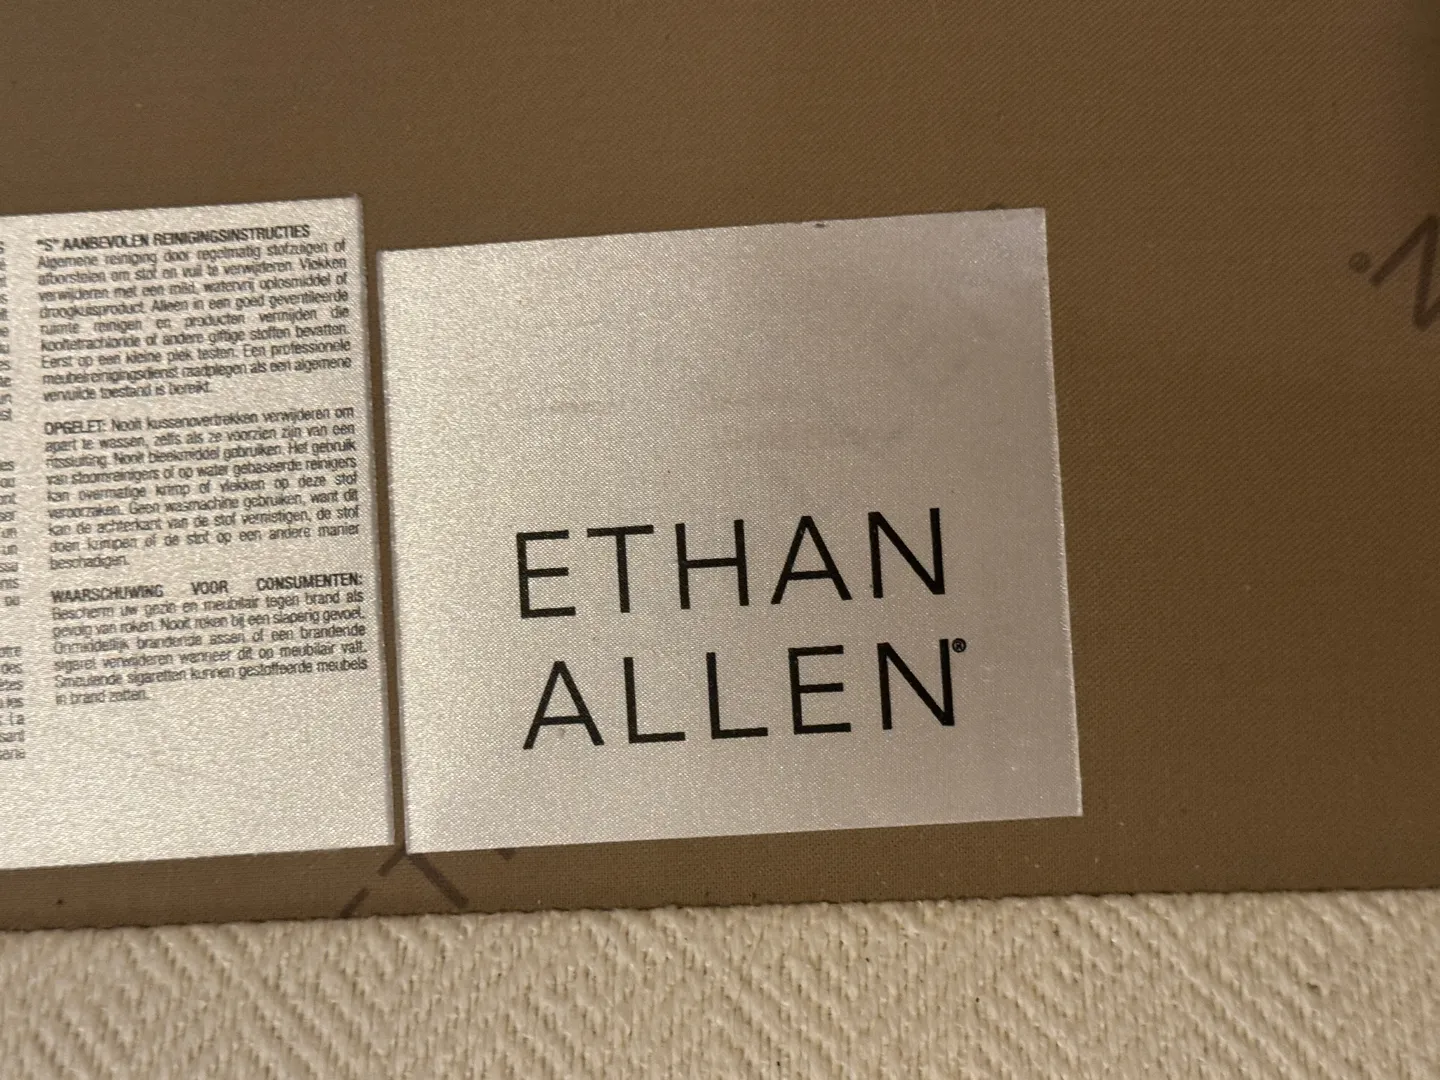 "S" AANBEVOLEN REINIGINGSINSTRUCTIES
Algemene reiniging door regelmatig stofzuigen of
afborstelen om stof en vuil te verwijderen. Vlekken
verwijderen met een mild, watervrij oplosmiddel of
droogkuisproduct. Alleen in een goed geventileerde
ruimte reinigen en producten vermijden die
kooltetrachloride of andere giftige stoffen bevatten.
Eerst op een kleine plek testen. Een professionele
meubelreinigingsdienst raadplegen als een algemene
vervuilde toestand is bereikt.
OPGELET: Nooit kussenovertrekken verwijderen om
apart te wassen, zelfs als ze voorzien zijn van een
ritssluiting. Nooit bleekmiddel gebruiken. Het gebruik
van stoomreinigers of op water gebaseerde reinigers
kan overmatige krimp of vlekken op deze stof
veroorzaken. Geen wasmachine gebruiken, want dit
kan de achterkant van de stof vernistigen, de stof
doen krimpen of de stof op een andere manier
beschadigen.
WAARSCHUWING VOOR CONSUMENTEN:
Bescherm uw gezin en meubilair tegen brand als
gevolg van roken. Nooit roken bij een slaperig gevoel.
Onmiddellijk brandende assen of een brandende
sigaret verwijderen wanneer dit op meubilair valt.
Smeulende sigaretten kunnen gestoffeerde meubels
in brand zetten.
ETHAN
ALLEN®